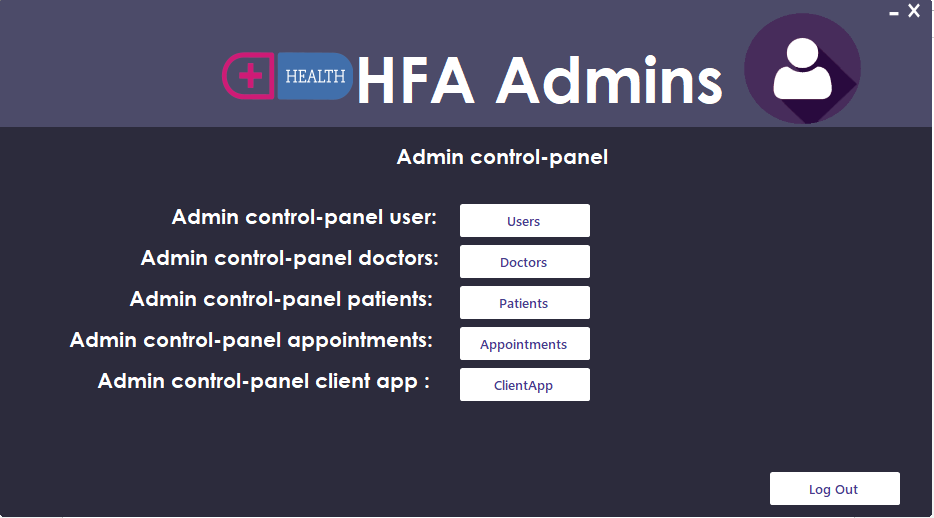 HEALTH HFA Admins
Admin control-panel
Admin control-panel user: Users
Admin control-panel doctors: Doctors
Admin control-panel patients: Patients
Admin control-panel appointments: Appointments
Admin control-panel client app : ClientApp
Log Out